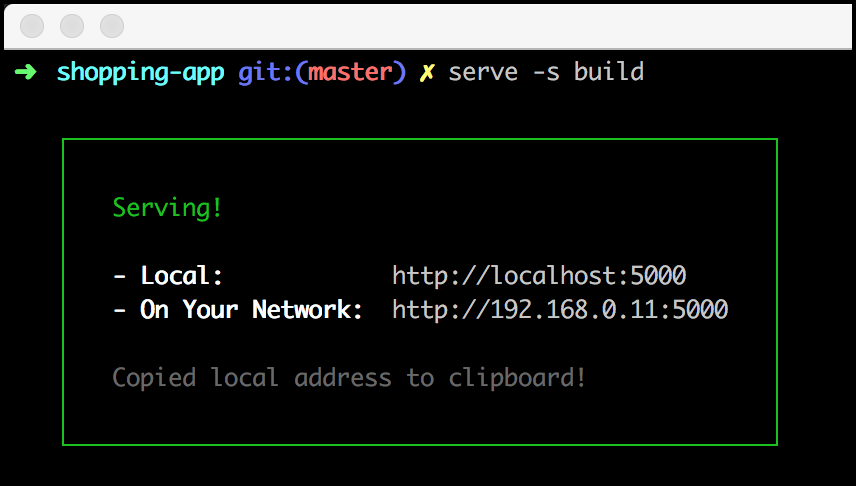 ➜ shopping-app git:(master) ✗ serve -s build
Serving!
- Local: http://localhost:5000
- On Your Network: http://192.168.0.11:5000
Copied local address to clipboard!